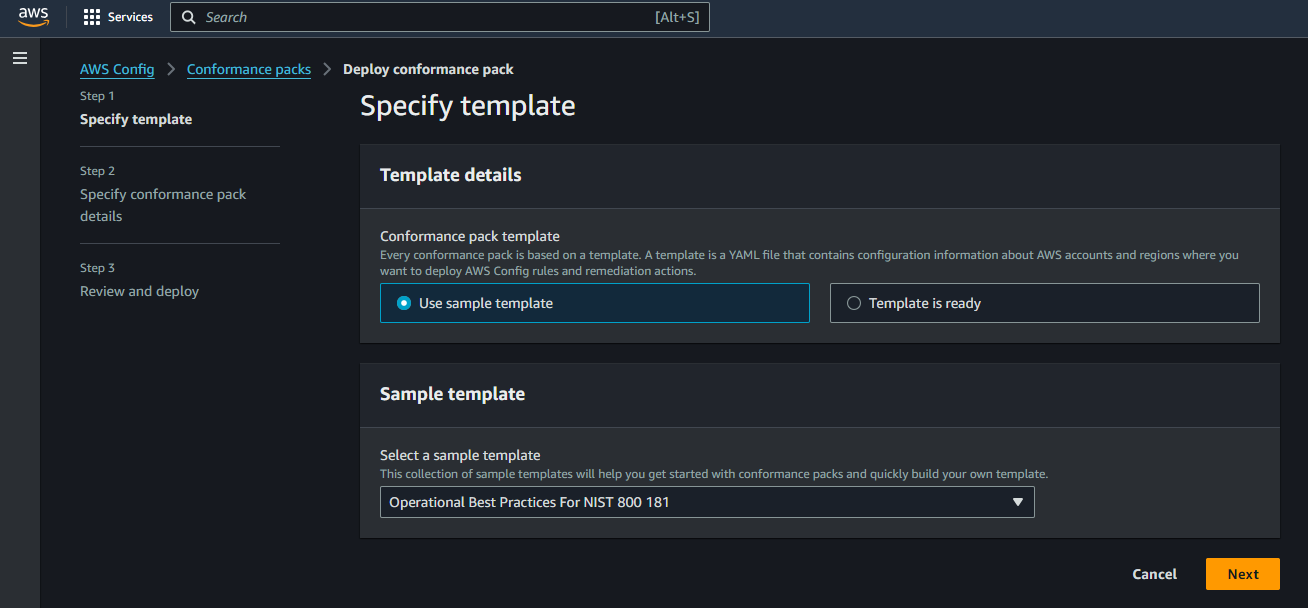 aws
Services
Search
[Alt+S]
AWS Config
Conformance packs
Deploy conformance pack
Step 1
Specify template
Step 2
Specify conformance pack
details
Step 3
Review and deploy
Specify template
Template details
Conformance pack template
Every conformance pack is based on a template. A template is a YAML file that contains configuration information about AWS accounts and regions where you
want to deploy AWS Config rules and remediation actions.
Use sample template
Template is ready
Sample template
Select a sample template
This collection of sample templates will help you get started with conformance packs and quickly build your own template.
Operational Best Practices For NIST 800 181
Cancel
Next